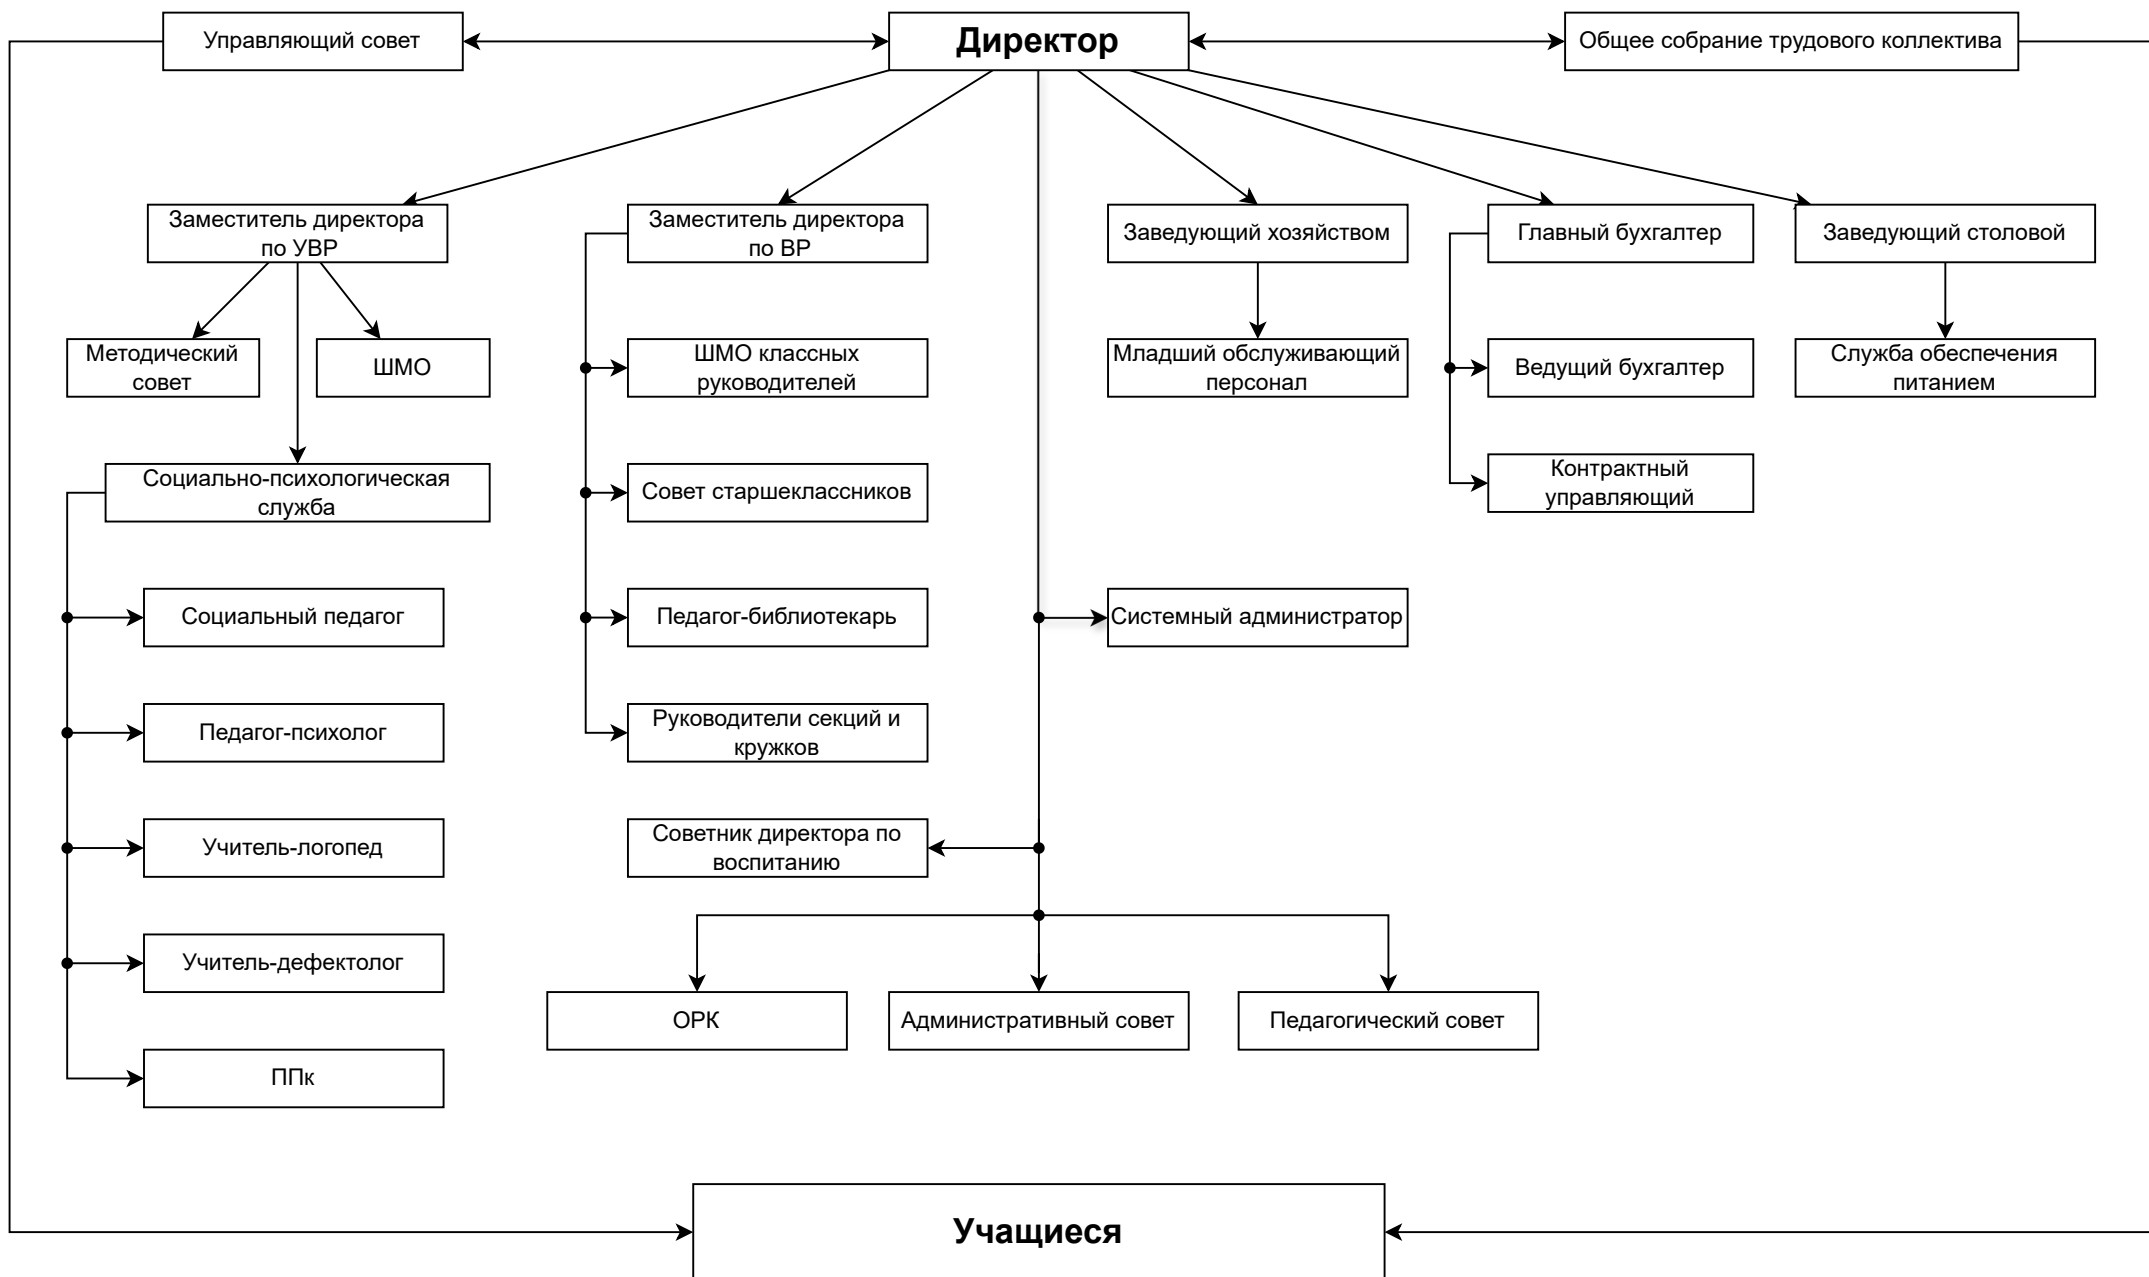 Управляющий совет
Директор
Общее собрание трудового коллектива
Заместитель директора
по УВР
Заместитель директора
по ВР
Заведующий хозяйством
Главный бухгалтер
Заведующий столовой
Методический
совет
ШМО
ШМО классных
руководителей
Младший обслуживающий
персонал
Ведущий бухгалтер
Служба обеспечения
питанием
Социально-психологическая
служба
Совет старшеклассников
Контрактный
управляющий
Социальный педагог
Педагог-библиотекарь
Системный администратор
Педагог-психолог
Руководители секций и
кружков
Учитель-логопед
Советник директора по
воспитанию
Учитель-дефектолог
ОРК
Административный совет
Педагогический совет
ППк
Учащиеся